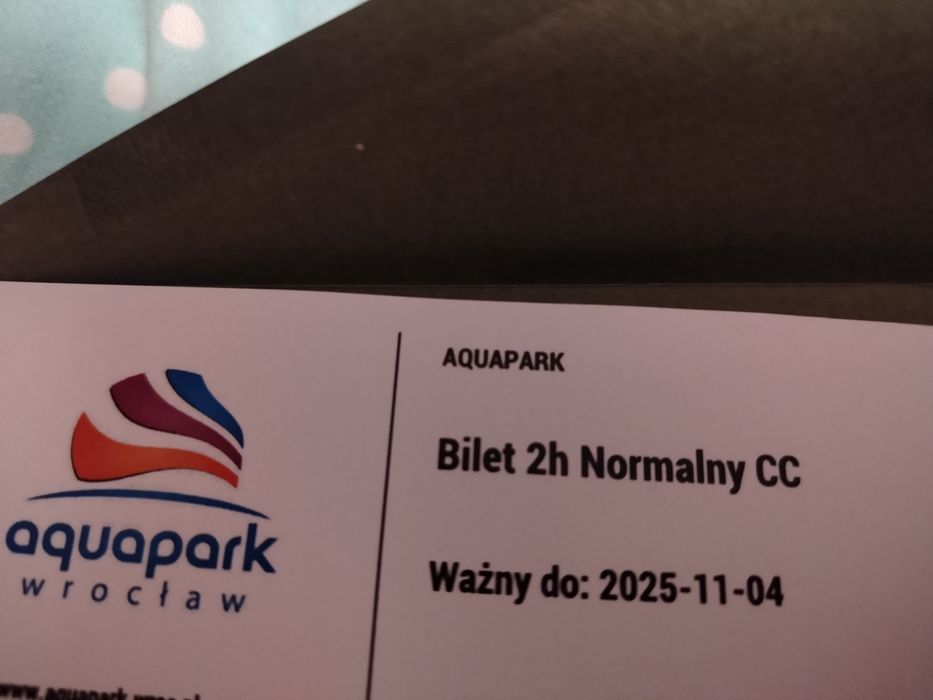 AQUAPARK
Bilet 2h Normalny CC
Ważny do: 2025-11-04
aquapark
wrocław